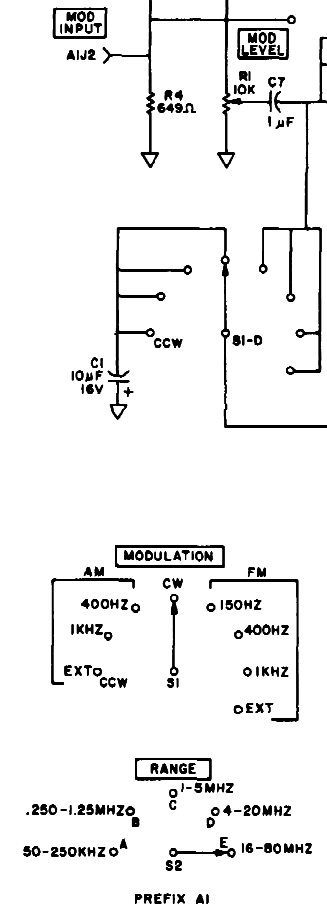 MOD
INPUT
A1J2
MOD
LEVEL
R1
10K
C7
1µF
R4
649Ω
CCW
S1-D
C1
10µF
16V
+
MODULATION
AM
CW
FM
400HZ
150HZ
1KHZ
400HZ
EXT
CCW
S1
1KHZ
EXT
RANGE
1-5MHZ
C
.250-1.25MHZ
B
D
4-20MHZ
50-250KHZ
A
E
16-80MHZ
S2
PREFIX A1